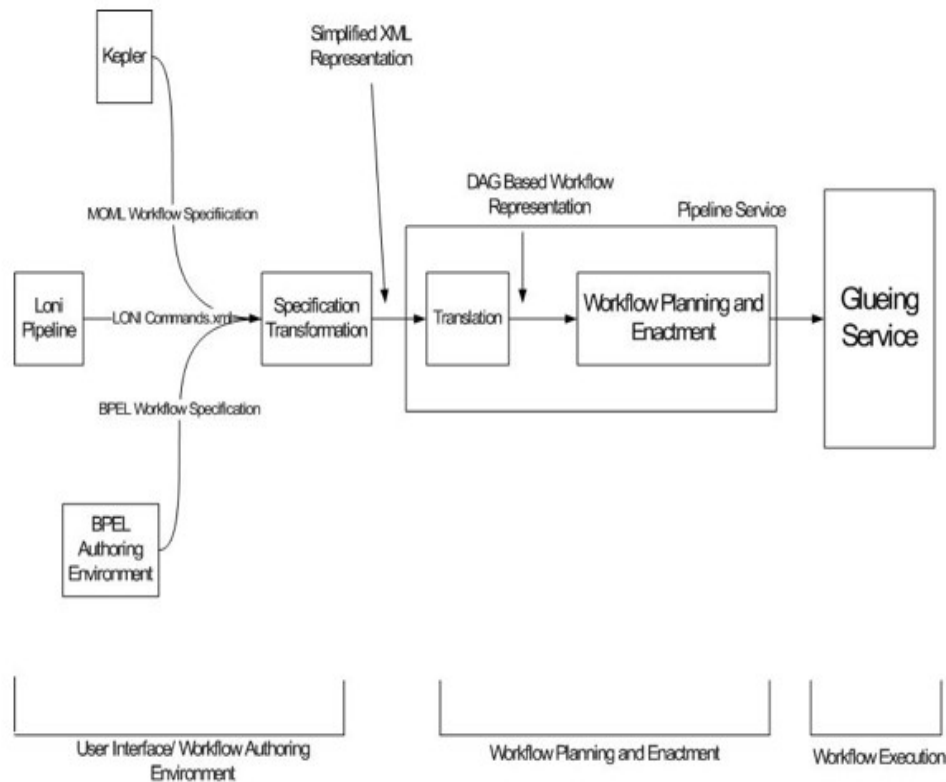 Kepler
Simplified XML
Representation
MOML Workflow Specifiication
DAG Based Workflow
Representation
Pipeline Service
Loni
Pipeline
LONI Commands.xml
Specification
Transformation
Translation
Workflow Planning and
Enactment
Glueing
Service
BPEL Workflow Specification
BPEL
Authoring
Environment
User Interface/ Workflow Authoring
Environment
Workflow Planning and Enactment
Workflow Execution